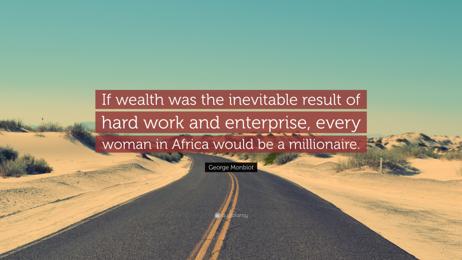 If wealth was the inevitable result of
hard work and enterprise, every
woman in Africa would be a millionaire.
George Monbiot